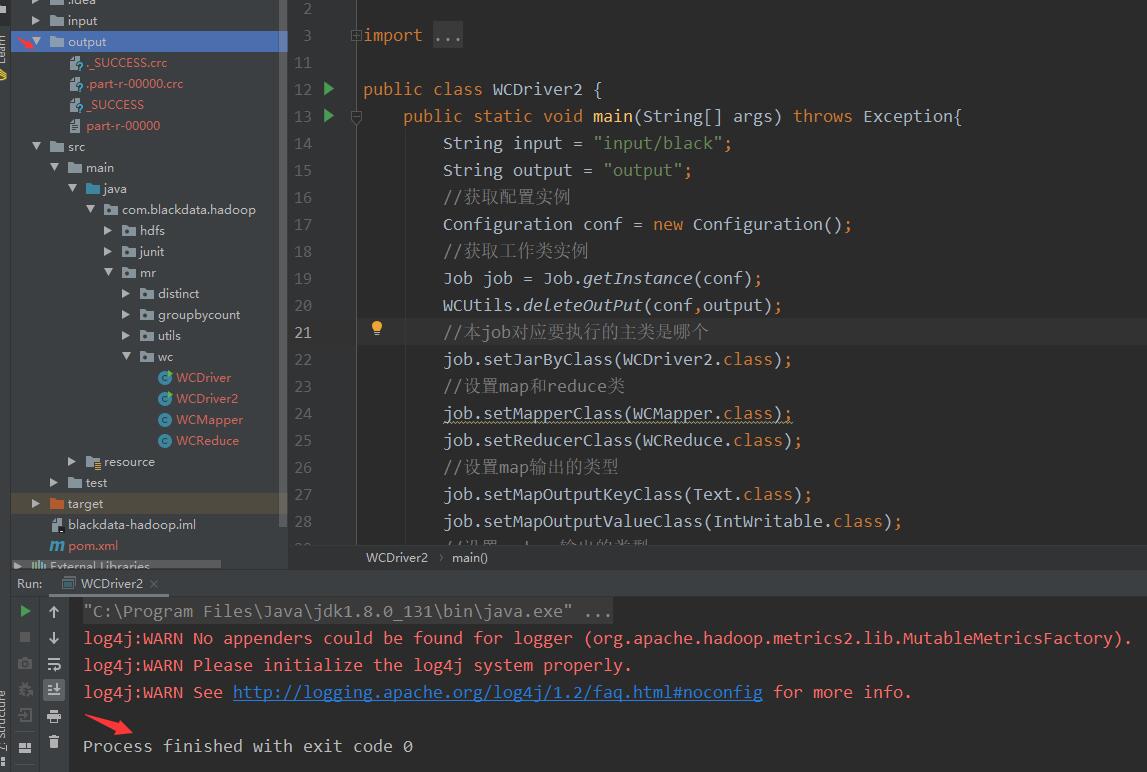 .idea
input
output
._SUCCESS.crc
.part-r-00000.crc
_SUCCESS
part-r-00000
src
main
java
com.blackdata.hadoop
hdfs
junit
mr
distinct
groupbycount
utils
wc
WCDriver
WCDriver2
WCMapper
WCReduce
resource
test
target
blackdata-hadoop.iml
pom.xml
External Libraries
2
3 import ...
11
12 public class WCDriver2 {
13 public static void main(String[] args) throws Exception{
14 String input = "input/black";
15 String output = "output";
16 //获取配置实例
17 Configuration conf = new Configuration();
18 //获取工作类实例
19 Job job = Job.getInstance(conf);
20 WCUtils.deleteOutPut(conf,output);
21 //本job对应要执行的主类是哪个
22 job.setJarByClass(WCDriver2.class);
23 //设置map和reduce类
24 job.setMapperClass(WCMapper.class);
25 job.setReducerClass(WCReduce.class);
26 //设置map输出的类型
27 job.setMapOutputKeyClass(Text.class);
28 job.setMapOutputValueClass(IntWritable.class);
WCDriver2 › main()
Run: WCDriver2 ×
"C:\Program Files\Java\jdk1.8.0_131\bin\java.exe" ...
log4j:WARN No appenders could be found for logger (org.apache.hadoop.metrics2.lib.MutableMetricsFactory).
log4j:WARN Please initialize the log4j system properly.
log4j:WARN See http://logging.apache.org/log4j/1.2/faq.html#noconfig for more info.
Process finished with exit code 0